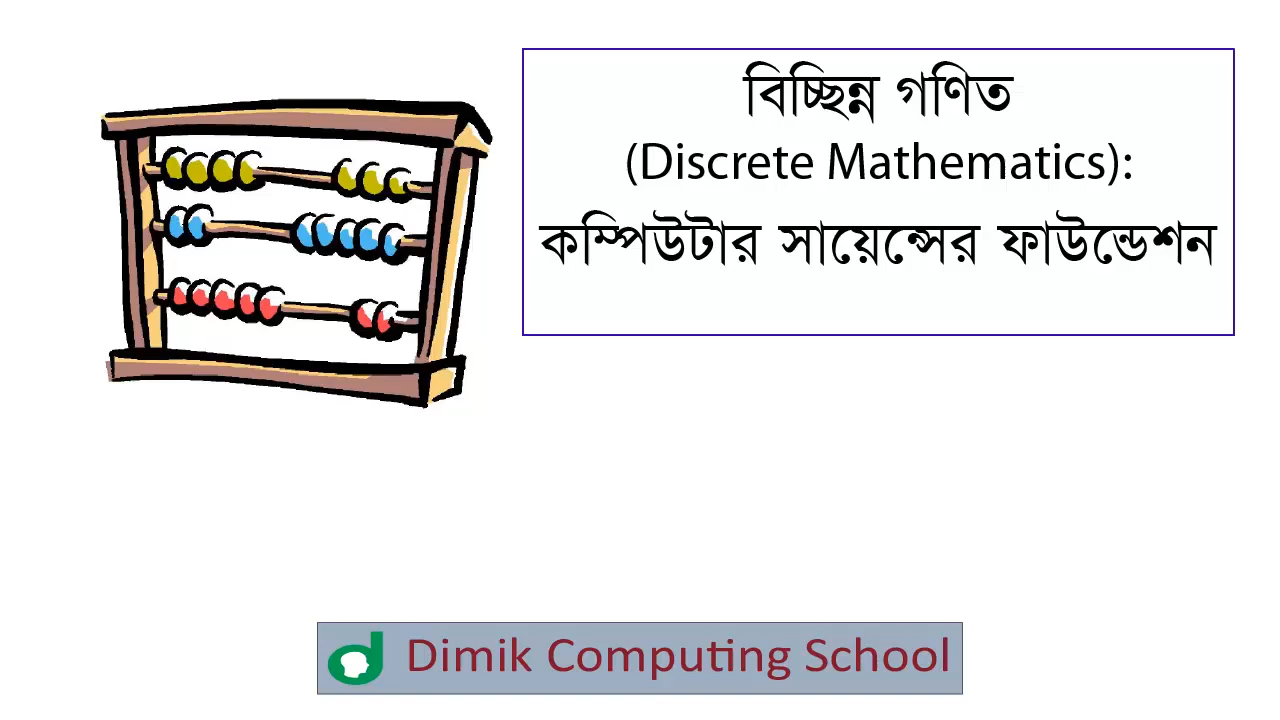 বিচ্ছিন্ন গণিত
(Discrete Mathematics):
কম্পিউটার সায়েন্সের ফাউন্ডেশন
Dimik Computing School